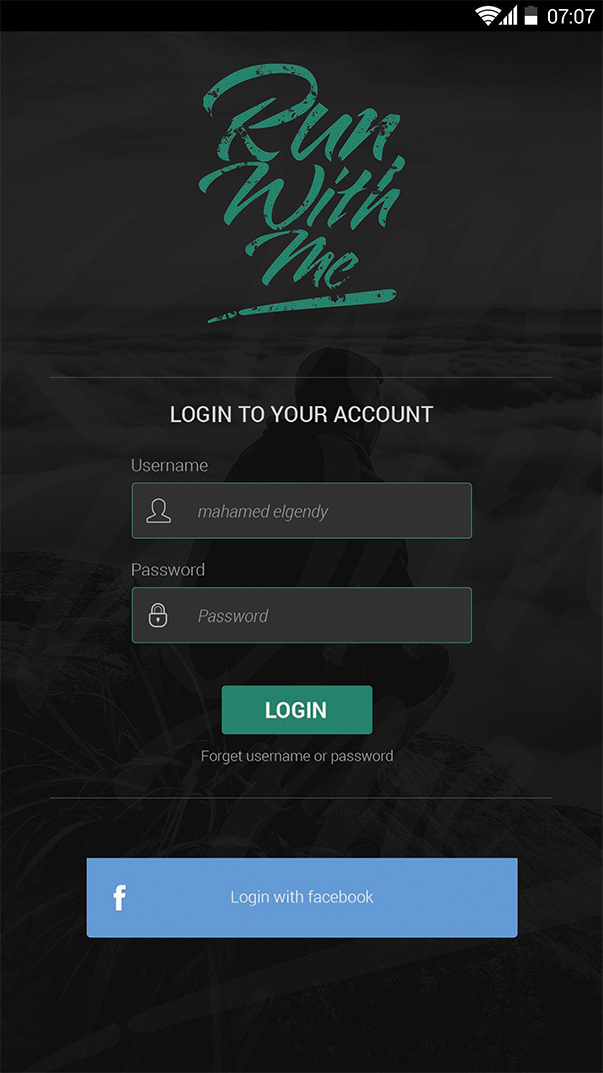 07:07
Run
With
Me
LOGIN TO YOUR ACCOUNT
Username
mahamed elgendy
Password
Password
LOGIN
Forget username or password
f
Login with facebook